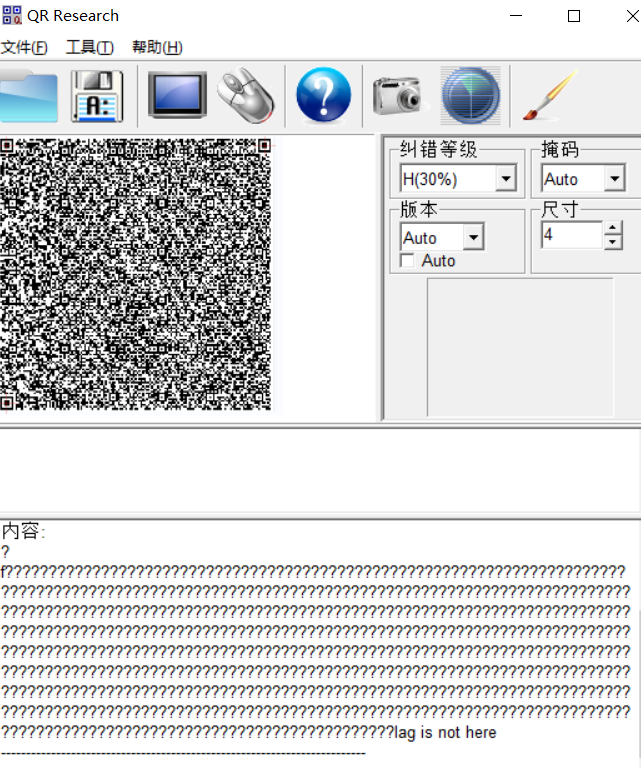 QR Research
文件(F) 工具(T) 帮助(H)
A:
?
纠错等级 掩码
H(30%) Auto
版本 尺寸
Auto 4
Auto
内容:
?
f?????????????????????????????????????????????????????????????????????
??????????????????????????????????????????????????????????????????????
??????????????????????????????????????????????????????????????????????
??????????????????????????????????????????????????????????????????????
??????????????????????????????????????????????????????????????????????
??????????????????????????????????????????????????????????????????????
??????????????????????????????????????????????????????????????????????
??????????????????????????????????????????????????????????????????????
????????????????????????????????????????????lag is not here
-------------------------------------------------------------------------